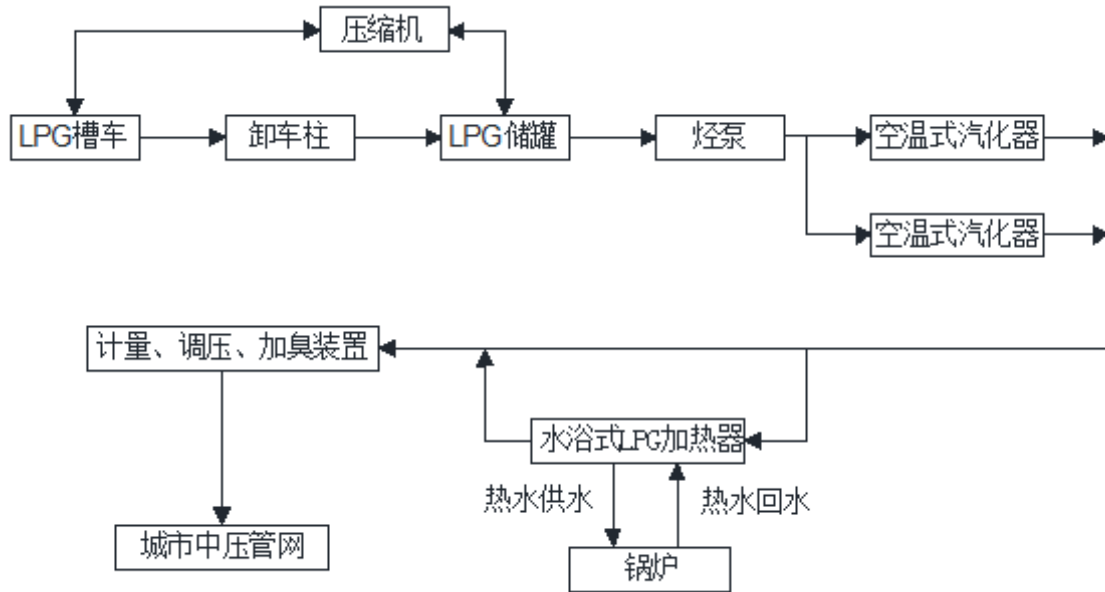 压缩机
LPG槽车
卸车柱
LPG储罐
烃泵
空温式汽化器
空温式汽化器
计量、调压、加臭装置
水浴式LPG加热器
热水供水
热水回水
城市中压管网
锅炉